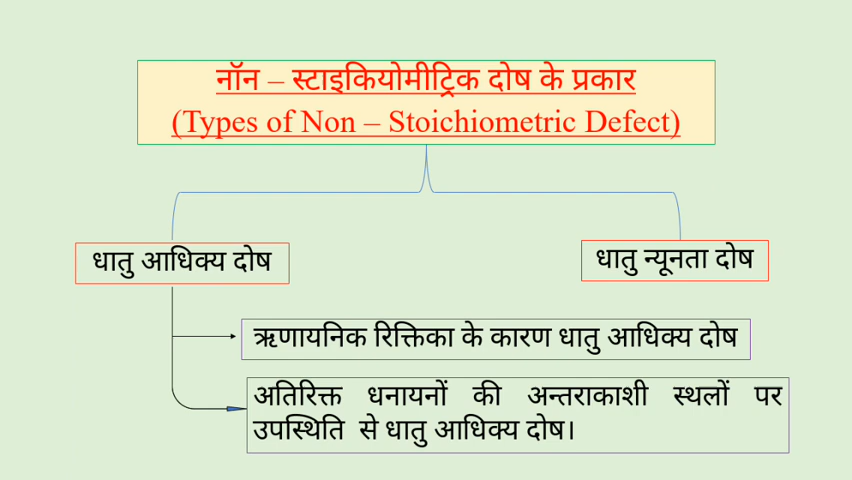 नॉन – स्टाइकियोमीट्रिक दोष के प्रकार
(Types of Non – Stoichiometric Defect)
धातु आधिक्य दोष
धातु न्यूनता दोष
ऋणायनिक रिक्तिका के कारण धातु आधिक्य दोष
अतिरिक्त धनायनों की अन्तराकाशी स्थलों पर
उपस्थिति से धातु आधिक्य दोष।